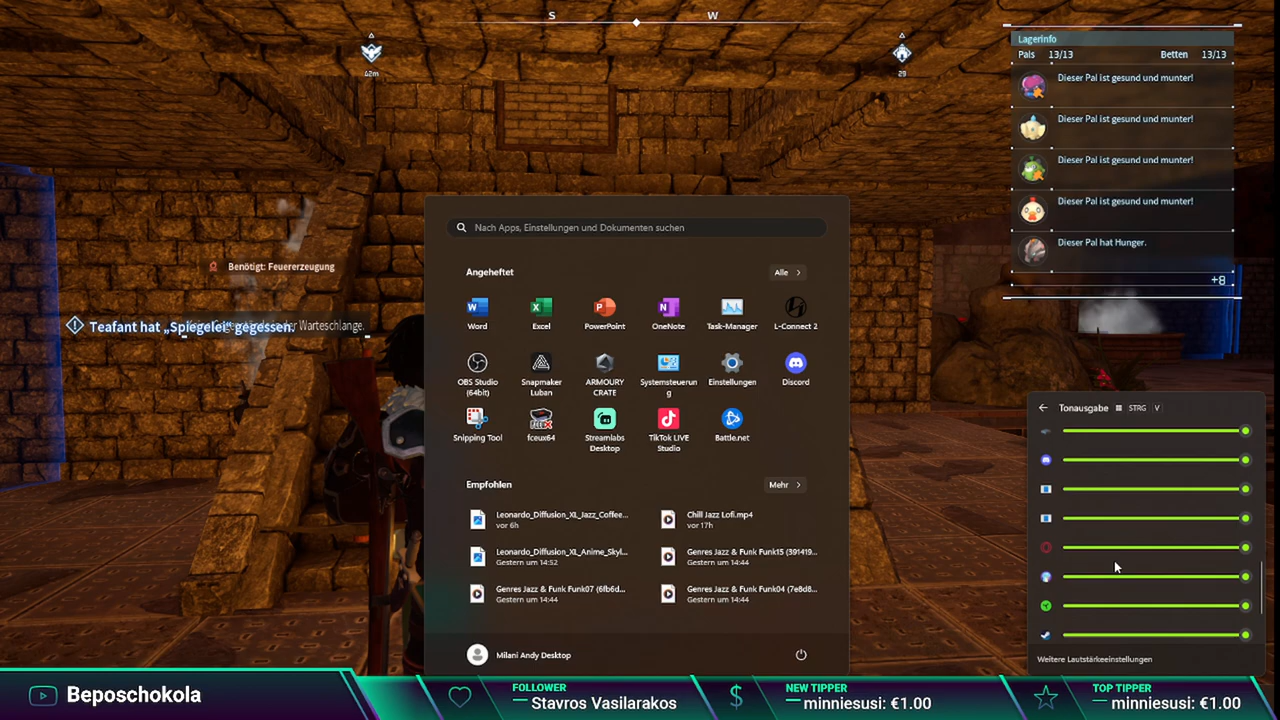 S
W
42m
29
Lagerinfo
Pals 13/13
Betten 13/13
Dieser Pal ist gesund und munter!
Dieser Pal ist gesund und munter!
Dieser Pal ist gesund und munter!
Dieser Pal ist gesund und munter!
Dieser Pal hat Hunger.
+8
Benötigt: Feuererzeugung
Teafant hat „Spiegelei“ gegessen.
Warteschlange.
Nach Apps, Einstellungen und Dokumenten suchen
Angeheftet
Alle
Word
Excel
PowerPoint
OneNote
Task-Manager
L-Connect 2
OBS Studio
(64bit)
Snapmaker
Luban
ARMOURY
CRATE
Systemsteuerun
g
Einstellungen
Discord
Snipping Tool
fceux64
Streamlabs
Desktop
TikTok LIVE
Studio
Battle.net
Empfohlen
Mehr
Leonardo_Diffusion_XL_Jazz_Coffee...
vor 6h
Chill Jazz Lofi.mp4
vor 17h
Leonardo_Diffusion_XL_Anime_Skyl...
Gestern um 14:52
Genres Jazz & Funk Funk15 (391419...
Gestern um 14:44
Genres Jazz & Funk Funk07 (6fb6d...
Gestern um 14:44
Genres Jazz & Funk Funk04 (7e8d8...
Gestern um 14:44
Milani Andy Desktop
Tonausgabe STRG V
Weitere Lautstärkeeinstellungen
Beposchokola
FOLLOWER
Stavros Vasilarakos
NEW TIPPER
minniesusi: €1.00
TOP TIPPER
minniesusi: €1.00